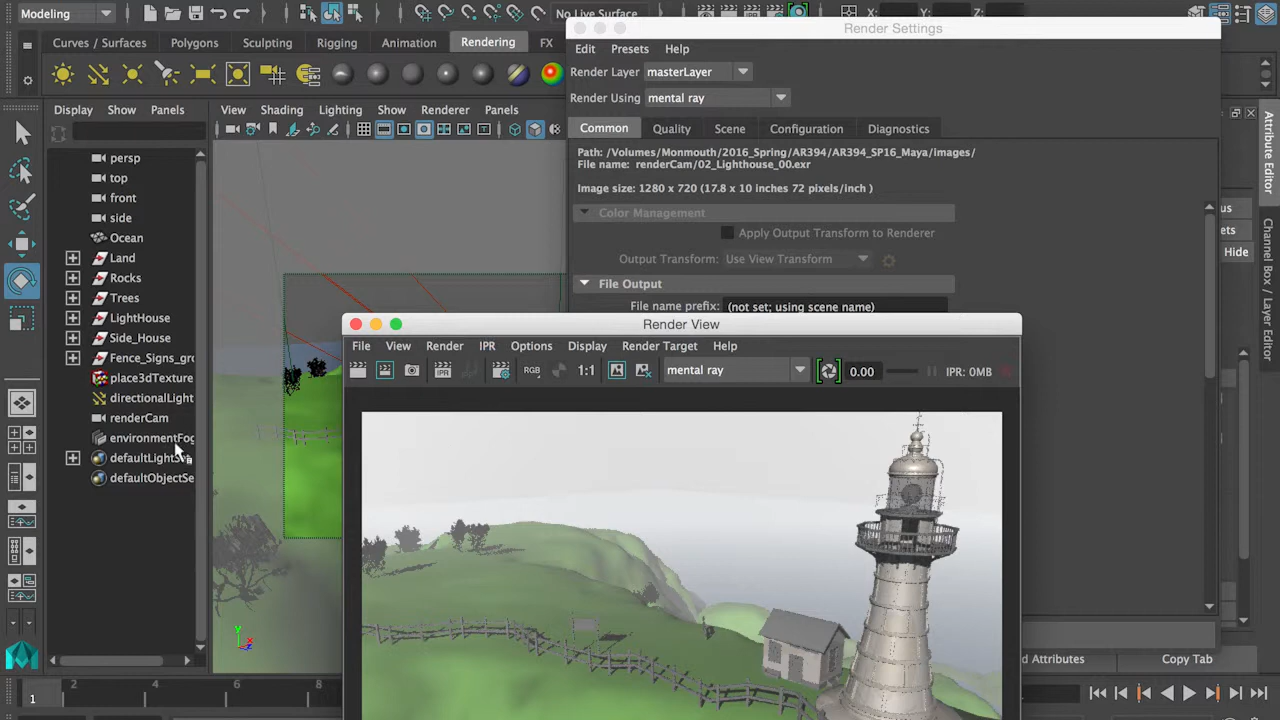 Modeling
No Live Surface
X:
Y:
Z:
Curves / Surfaces
Polygons
Sculpting
Rigging
Animation
Rendering
FX
Render Settings
Edit
Presets
Help
Render Layer
masterLayer
Render Using
mental ray
Display
Show
Panels
View
Shading
Lighting
Show
Renderer
Panels
Common
Quality
Scene
Configuration
Diagnostics
Path: /Volumes/Monmouth/2016_Spring/AR394/AR394_SP16_Maya/images/
File name: renderCam/02_Lighthouse_00.exr
Image size: 1280 x 720 (17.8 x 10 inches 72 pixels/inch )
Color Management
Apply Output Transform to Renderer
Output Transform:
Use View Transform
File Output
File name prefix:
(not set; using scene name)
persp
top
front
side
Ocean
Land
Rocks
Trees
LightHouse
Side_House
Fence_Signs_gro
place3dTexture
directionalLight
renderCam
environmentFog
defaultLightSe
defaultObjectSe
Hide
Attribute Editor
Channel Box / Layer Editor
Render View
File
View
Render
IPR
Options
Display
Render Target
Help
RGB
1:1
mental ray
0.00
IPR: 0MB
IPR
Y
X
Z
d Attributes
Copy Tab
1
2
4
6
8